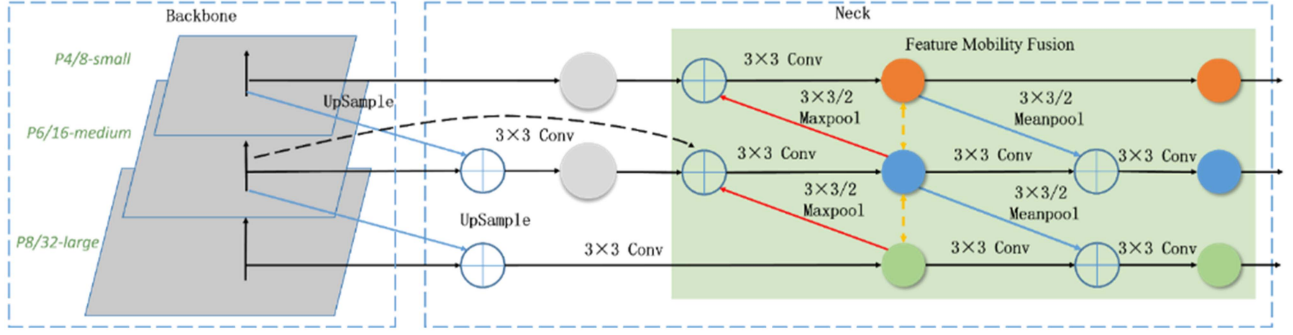 Backbone
Neck
P4/8-small
Feature Mobility Fusion
3×3 Conv
UpSample
3×3/2
Maxpool
3×3/2
Meanpool
P6/16-medium
3×3 Conv
3×3 Conv
3×3 Conv
3×3 Conv
3×3/2
Maxpool
3×3/2
Meanpool
UpSample
P8/32-large
3×3 Conv
3×3 Conv
3×3 Conv